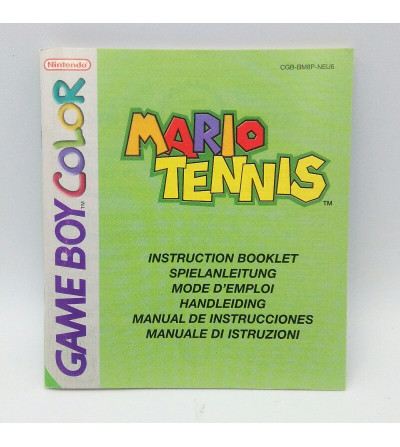 Nintendo
CGB-BM8P-NEU6
GAME BOY COLOR TM
MARIO
TENNIS TM
INSTRUCTION BOOKLET
SPIELANLEITUNG
MODE D'EMPLOI
HANDLEIDING
MANUAL DE INSTRUCCIONES
MANUALE DI ISTRUZIONI